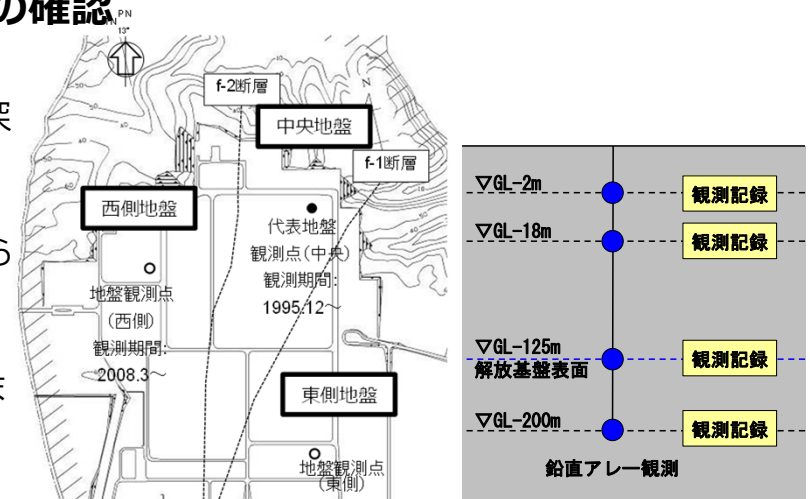 の確認
PN
N
13°
架
ら
ま
f-2断層
中央地盤
f-1断層
西側地盤
代表地盤
観測点(中央)
観測期間:
1995.12~
地盤観測点
(西側)
観測期間:
2008.3~
東側地盤
地盤観測点
(東側)
▽GL-2m
観測記録
▽GL-18m
観測記録
▽GL-125m
解放基盤表面
観測記録
▽GL-200m
観測記録
鉛直アレー観測